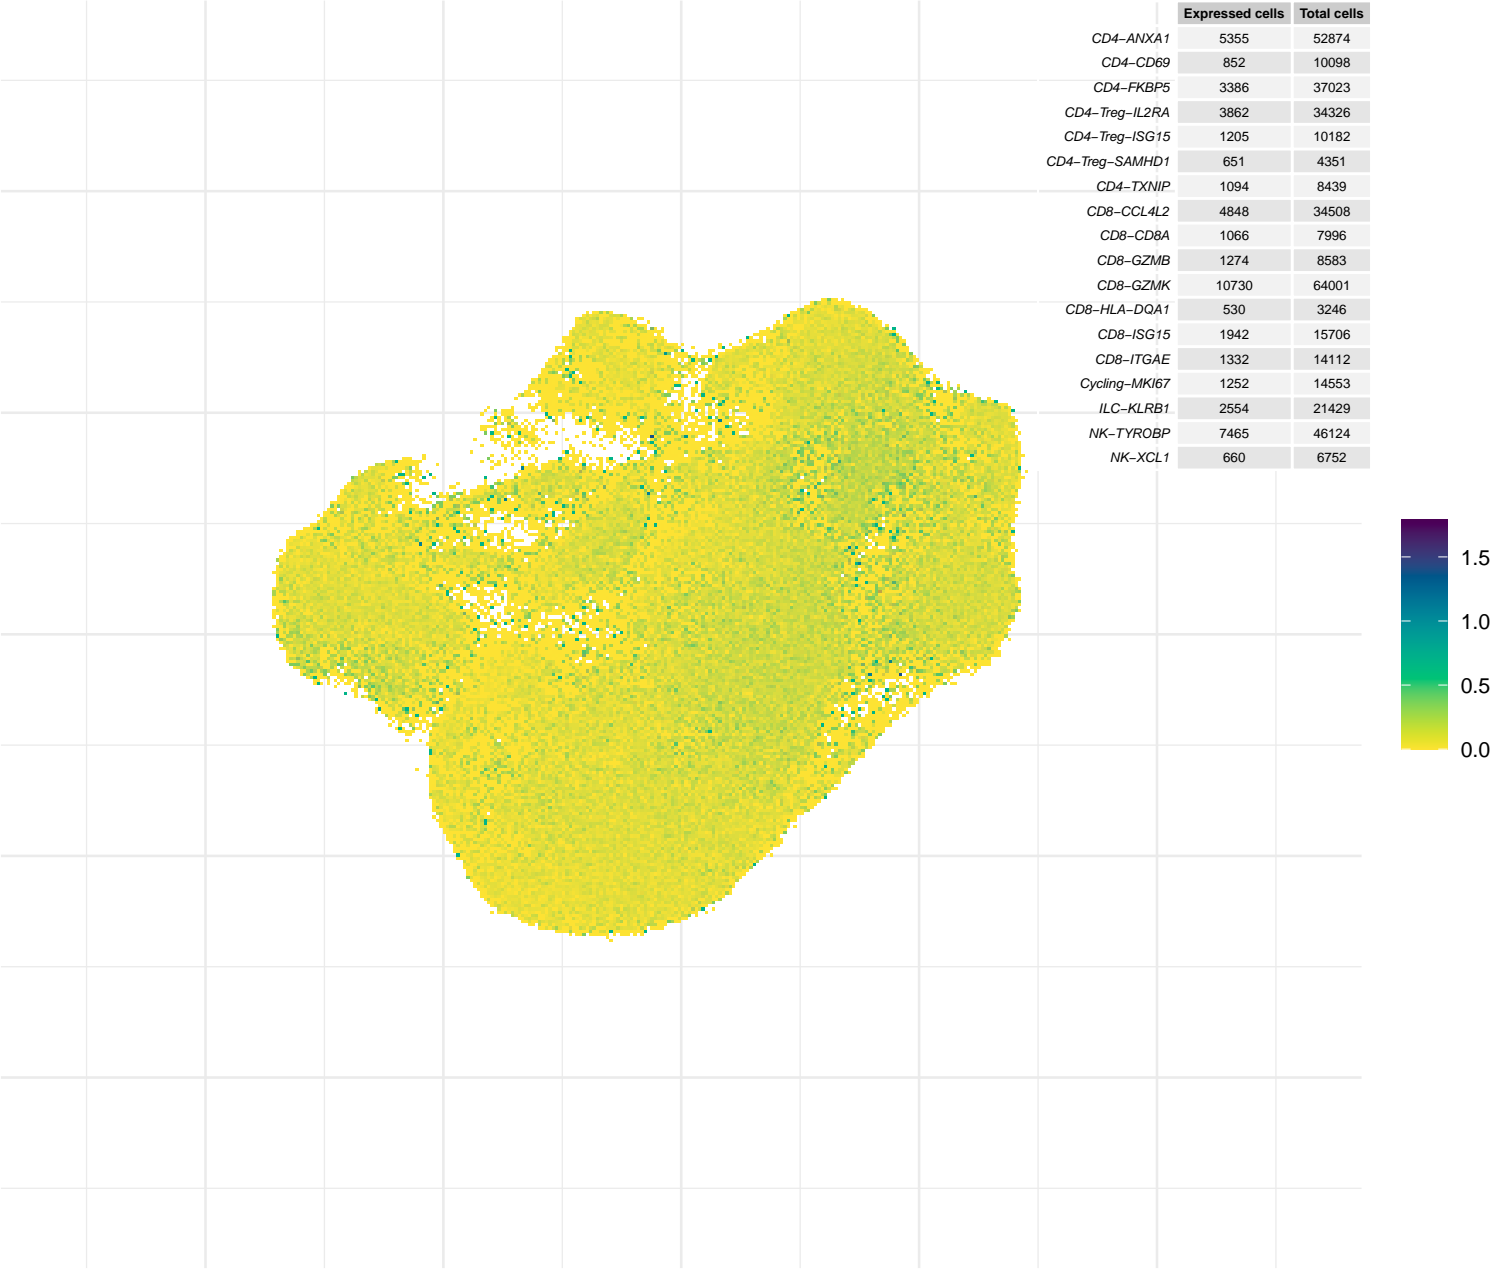 Expressed cells Total cells
CD4−ANXA1 5355 52874
CD4−CD69 852 10098
CD4−FKBP5 3386 37023
CD4−Treg−IL2RA 3862 34326
CD4−Treg−ISG15 1205 10182
CD4−Treg−SAMHD1 651 4351
CD4−TXNIP 1094 8439
CD8−CCL4L2 4848 34508
CD8−CD8A 1066 7996
CD8−GZMB 1274 8583
CD8−GZMK 10730 64001
CD8−HLA−DQA1 530 3246
CD8−ISG15 1942 15706
CD8−ITGAE 1332 14112
Cycling−MKI67 1252 14553
ILC−KLRB1 2554 21429
NK−TYROBP 7465 46124
NK−XCL1 660 6752
1.5
1.0
0.5
0.0